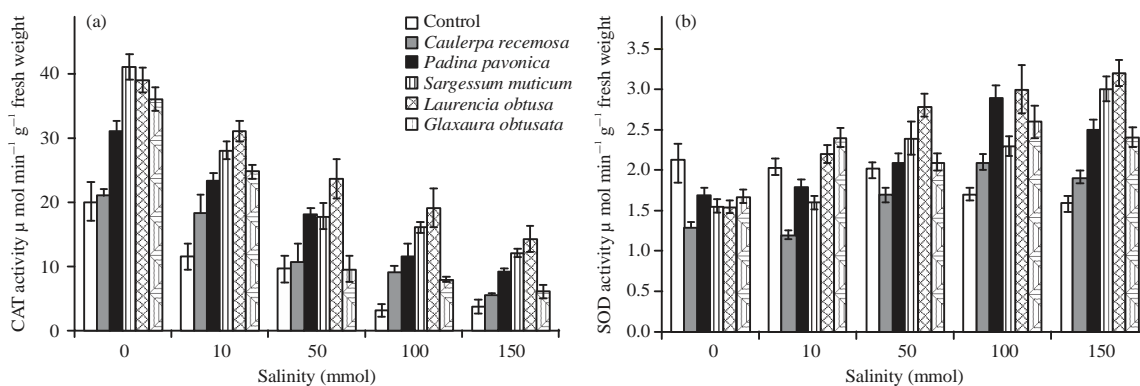 (a)
Control
Caulerpa recemosa
Padina pavonica
Sargessum muticum
Laurencia obtusa
Glaxaura obtusata
CAT activity µ mol min⁻¹ g⁻¹ fresh weight
40
30
20
10
0
0 10 50 100 150
Salinity (mmol)
(b)
SOD activity µ mol min⁻¹ g⁻¹ fresh weight
3.5
3.0
2.5
2.0
1.5
1.0
0.5
0.0
0 10 50 100 150
Salinity (mmol)